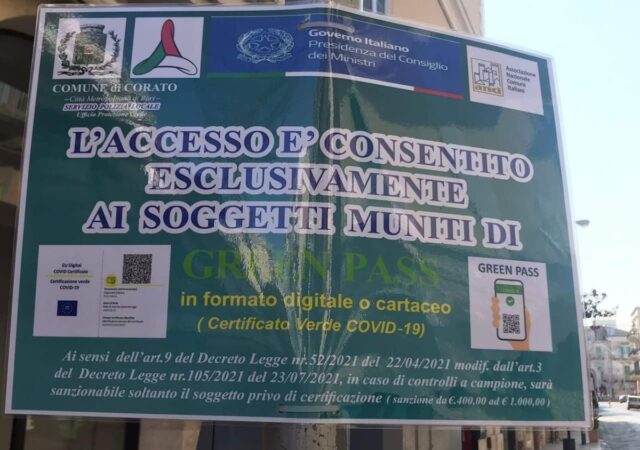 COMUNE DI CORATO
~Città Metropolitana di Bari~
SERVIZIO POLIZIA LOCALE
Ufficio Protezione Civile
Governo Italiano
Presidenza del Consiglio
dei Ministri
anci
Associazione
Nazionale
Comuni
Italiani
L'ACCESSO E' CONSENTITO
ESCLUSIVAMENTE
AI SOGGETTI MUNITI DI
GREEN PASS
in formato digitale o cartaceo
( Certificato Verde COVID-19)
EU Digital
COVID Certificate
Certificazione verde
COVID-19
GREEN PASS
Ai sensi dell'art.9 del Decreto Legge nr.52/2021 del 22/04/2021 modif. dall'art.3
del Decreto Legge nr.105/2021 del 23/07/2021, in caso di controlli a campione, sarà
sanzionabile soltanto il soggetto privo di certificazione ( sanzione da €.400,00 ad € 1.000,00 )